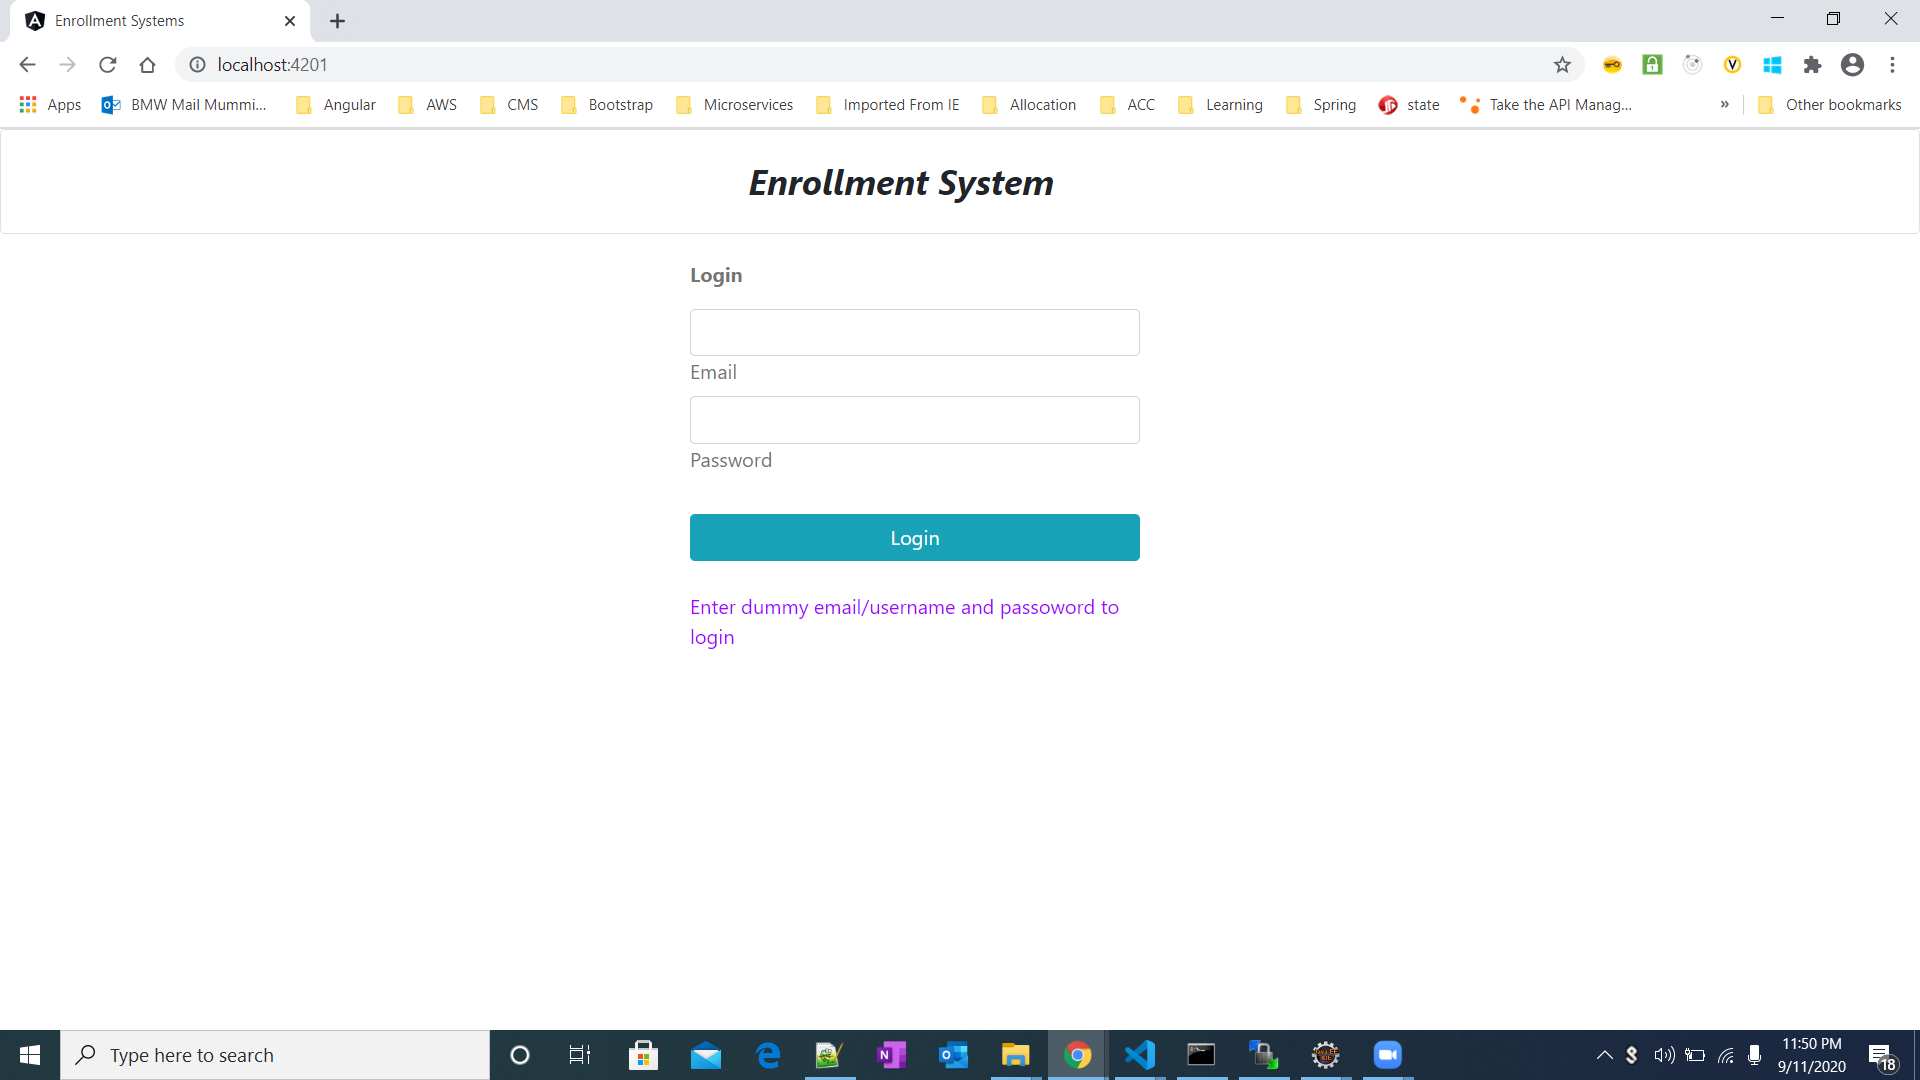 Enrollment Systems
localhost:4201
Apps BMW Mail Mummi... Angular AWS CMS Bootstrap Microservices Imported From IE Allocation ACC Learning Spring state Take the API Manag... » Other bookmarks
Enrollment System
Login
Email
Password
Login
Enter dummy email/username and passoword to
login
Type here to search
11:50 PM
9/11/2020
18